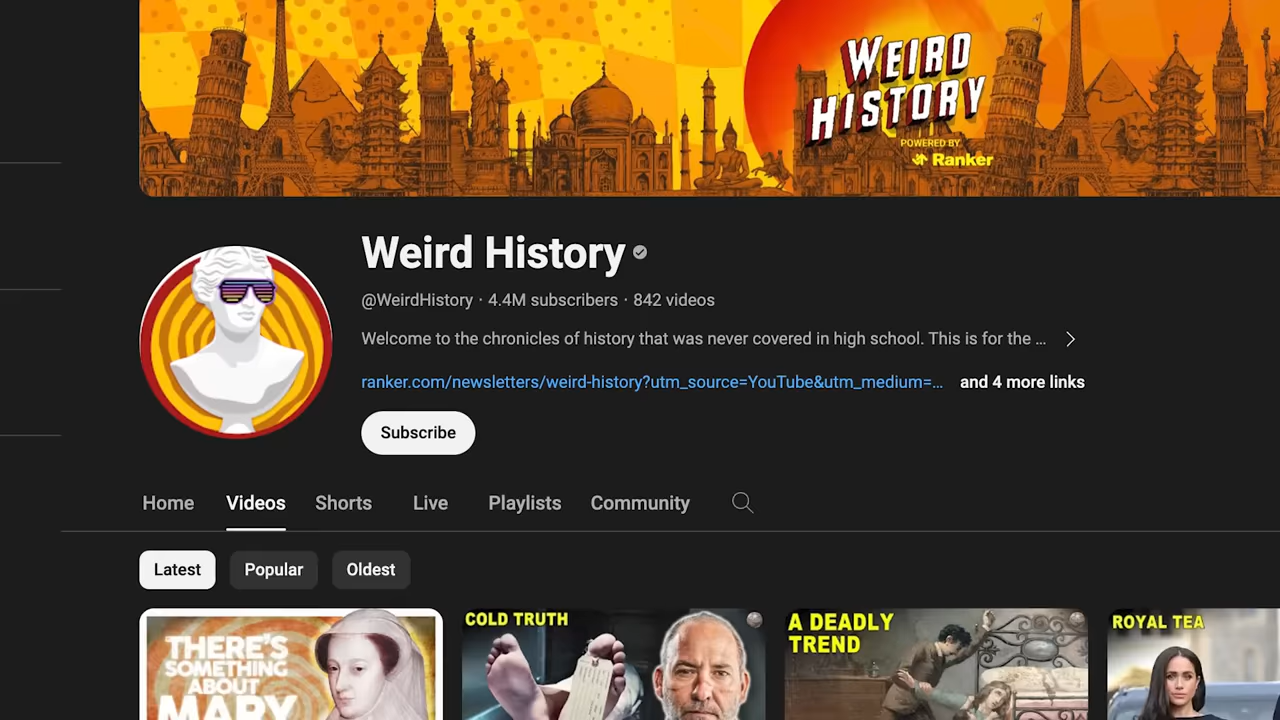 WEIRD
HISTORY
POWERED BY
Ranker
Weird History
@WeirdHistory · 4.4M subscribers · 842 videos
Welcome to the chronicles of history that was never covered in high school. This is for the ...
ranker.com/newsletters/weird-history?utm_source=YouTube&utm_medium=... and 4 more links
Subscribe
Home Videos Shorts Live Playlists Community
Latest Popular Oldest
THERE'S
SOMETHING
ABOUT
MARY
COLD TRUTH
A DEADLY
TREND
ROYAL TEA